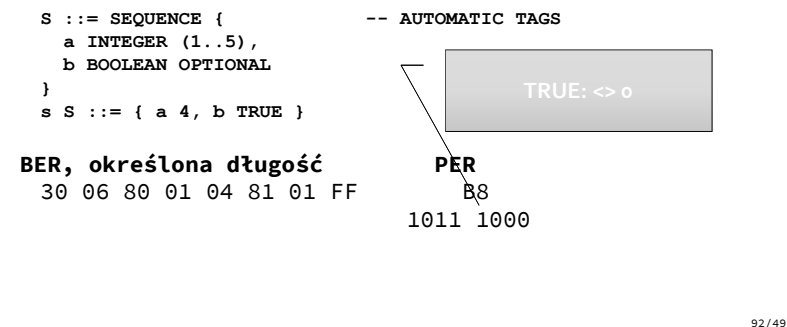 S ::= SEQUENCE { -- AUTOMATIC TAGS
a INTEGER (1..5),
b BOOLEAN OPTIONAL
}
s S ::= { a 4, b TRUE }
TRUE: <> 0
BER, określona długość PER
30 06 80 01 04 81 01 FF B8
1011 1000
92/49